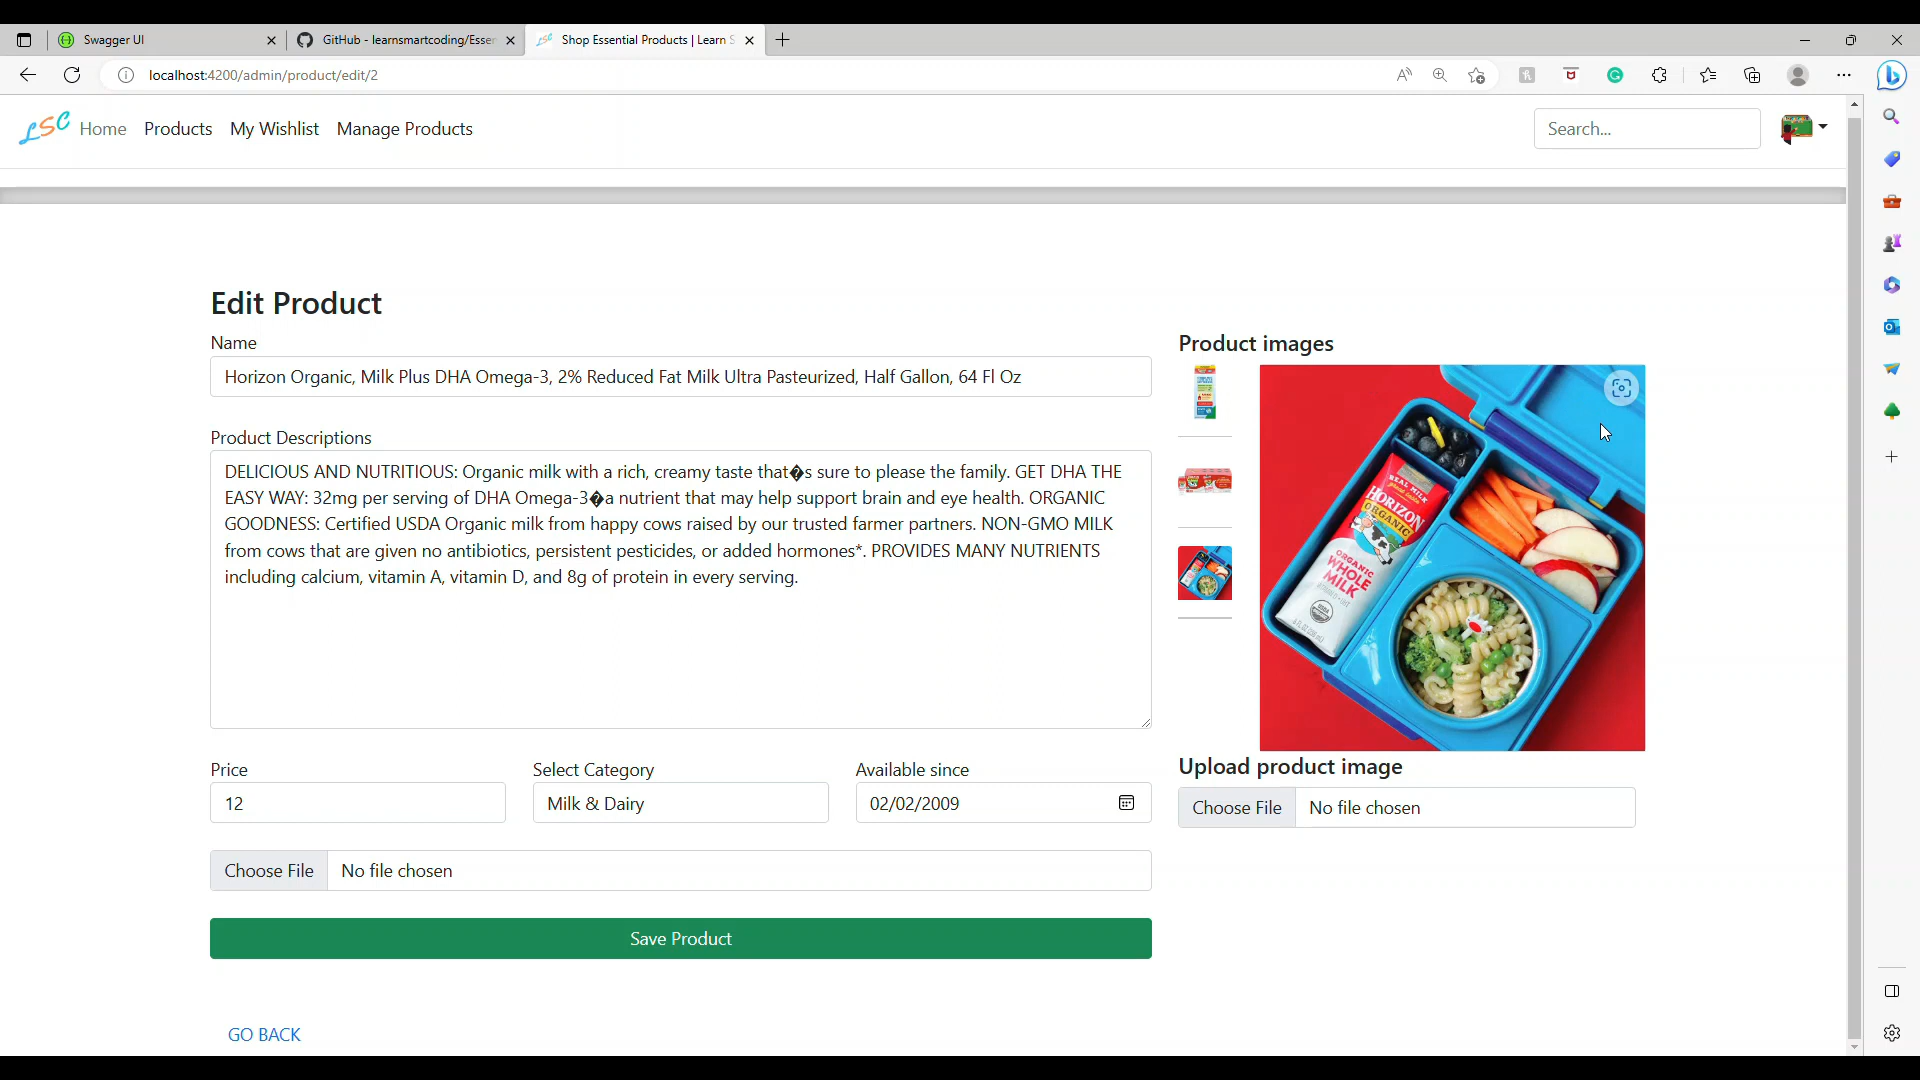 Swagger UI
GitHub - learnsmartcoding/Essen
Shop Essential Products | Learn S
localhost:4200/admin/product/edit/2
LSC Home Products My Wishlist Manage Products
Search...
Edit Product
Name
Horizon Organic, Milk Plus DHA Omega-3, 2% Reduced Fat Milk Ultra Pasteurized, Half Gallon, 64 Fl Oz
Product Descriptions
DELICIOUS AND NUTRITIOUS: Organic milk with a rich, creamy taste that�s sure to please the family. GET DHA THE
EASY WAY: 32mg per serving of DHA Omega-3�a nutrient that may help support brain and eye health. ORGANIC
GOODNESS: Certified USDA Organic milk from happy cows raised by our trusted farmer partners. NON-GMO MILK
from cows that are given no antibiotics, persistent pesticides, or added hormones*. PROVIDES MANY NUTRIENTS
including calcium, vitamin A, vitamin D, and 8g of protein in every serving.
Price
12
Select Category
Milk & Dairy
Available since
02/02/2009
Choose File No file chosen
Save Product
GO BACK
Product images
REAL MILK
HORIZON
ORGANIC
ORGANIC
WHOLE
MILK
Upload product image
Choose File No file chosen